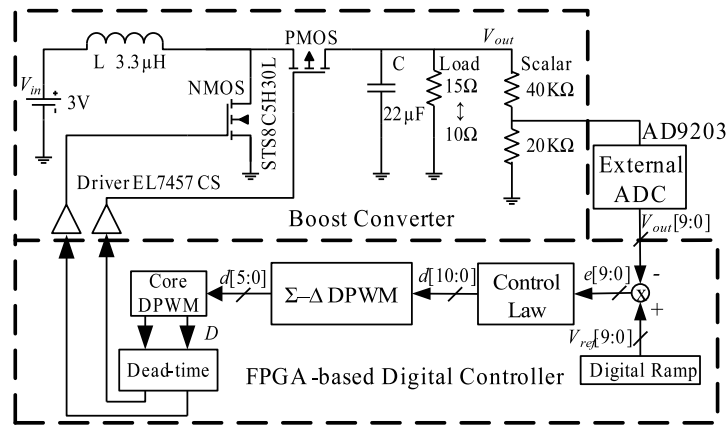 PMOS
V_out
L 3.3μH
C
Load
Scalar
V_in
NMOS
15Ω
40KΩ
3V
STS8C5H30L
22μF
↕
10Ω
20KΩ
AD9203
Driver EL7457 CS
External
ADC
Boost Converter
V_out[9:0]
Core
DPWM
d[5:0]
Σ–Δ DPWM
d[10:0]
Control
Law
e[9:0]
-
X
+
D
V_ref[9:0]
Dead-time
FPGA -based Digital Controller
Digital Ramp